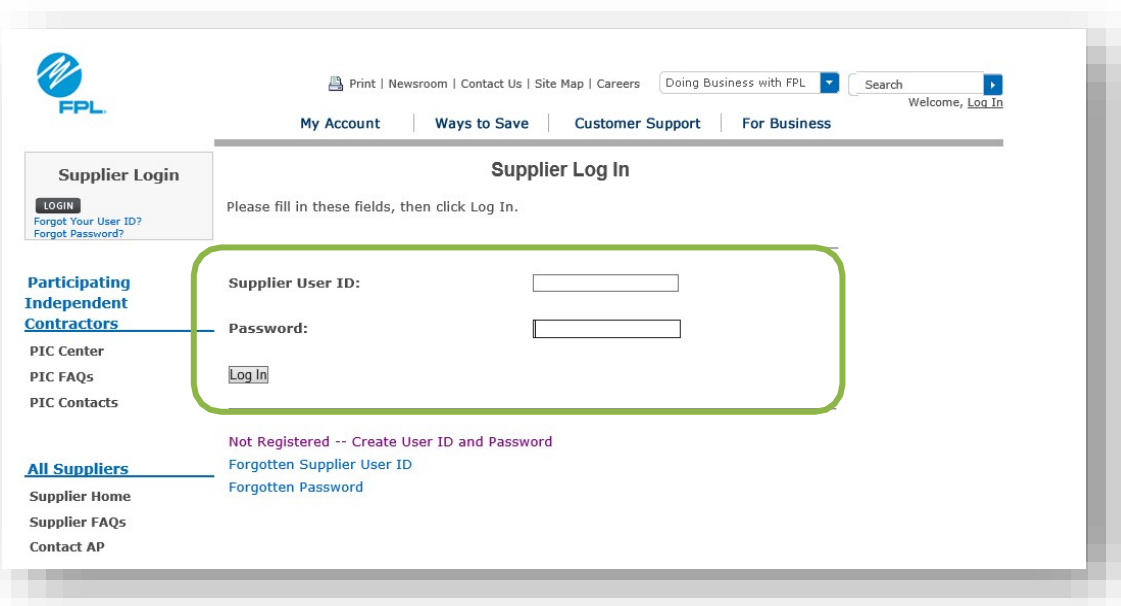 FPL.
Print | Newsroom | Contact Us | Site Map | Careers
Doing Business with FPL
Search
Welcome, Log In
My Account | Ways to Save | Customer Support | For Business
Supplier Login
LOGIN
Forgot Your User ID?
Forgot Password?
Participating
Independent
Contractors
PIC Center
PIC FAQs
PIC Contacts
All Suppliers
Supplier Home
Supplier FAQs
Contact AP
Supplier Log In
Please fill in these fields, then click Log In.
Supplier User ID:
Password:
Log In
Not Registered -- Create User ID and Password
Forgotten Supplier User ID
Forgotten Password